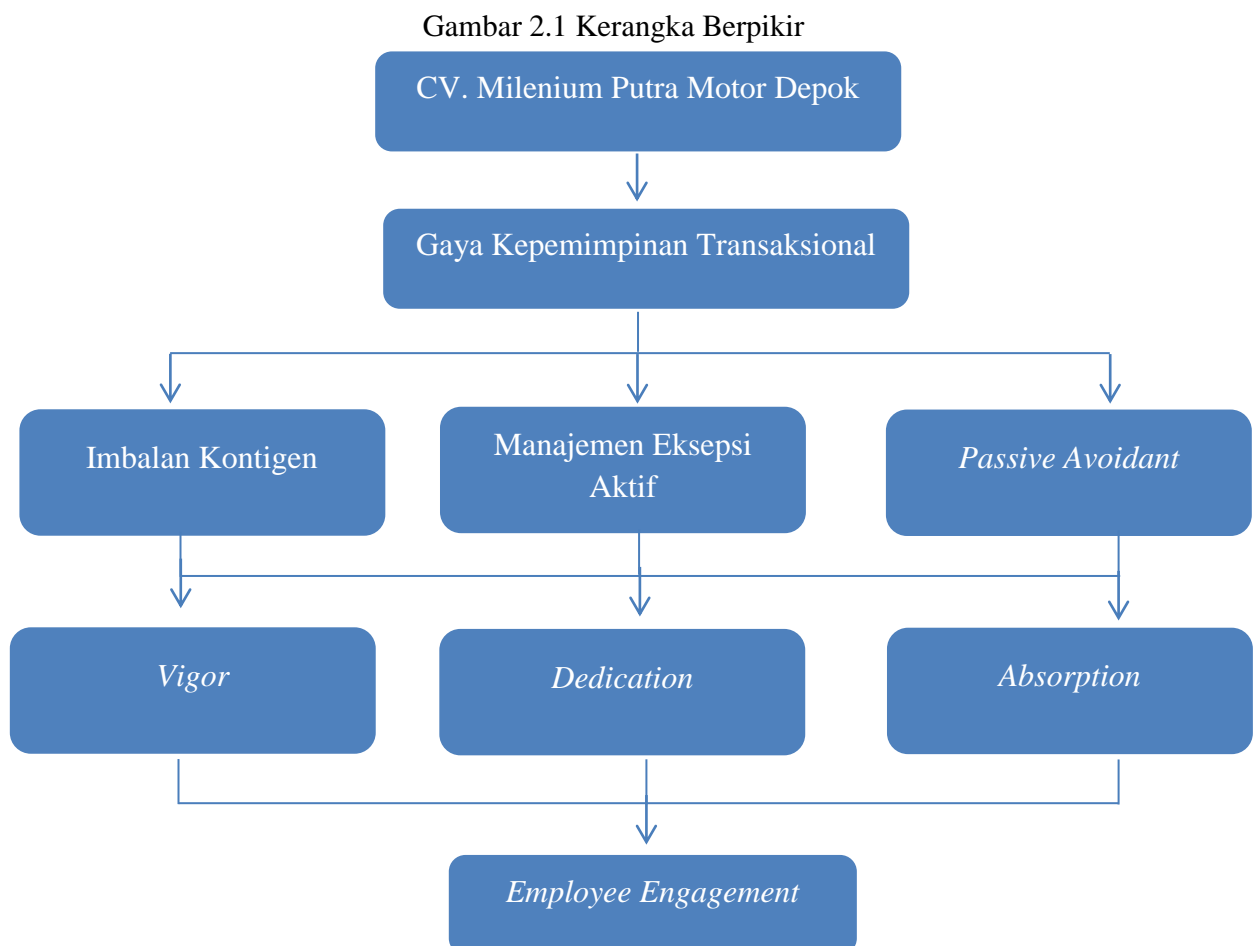 Gambar 2.1 Kerangka Berpikir
CV. Milenium Putra Motor Depok
Gaya Kepemimpinan Transaksional
Imbalan Kontigen
Manajemen Eksepsi
Aktif
Passive Avoidant
Vigor
Dedication
Absorption
Employee Engagement